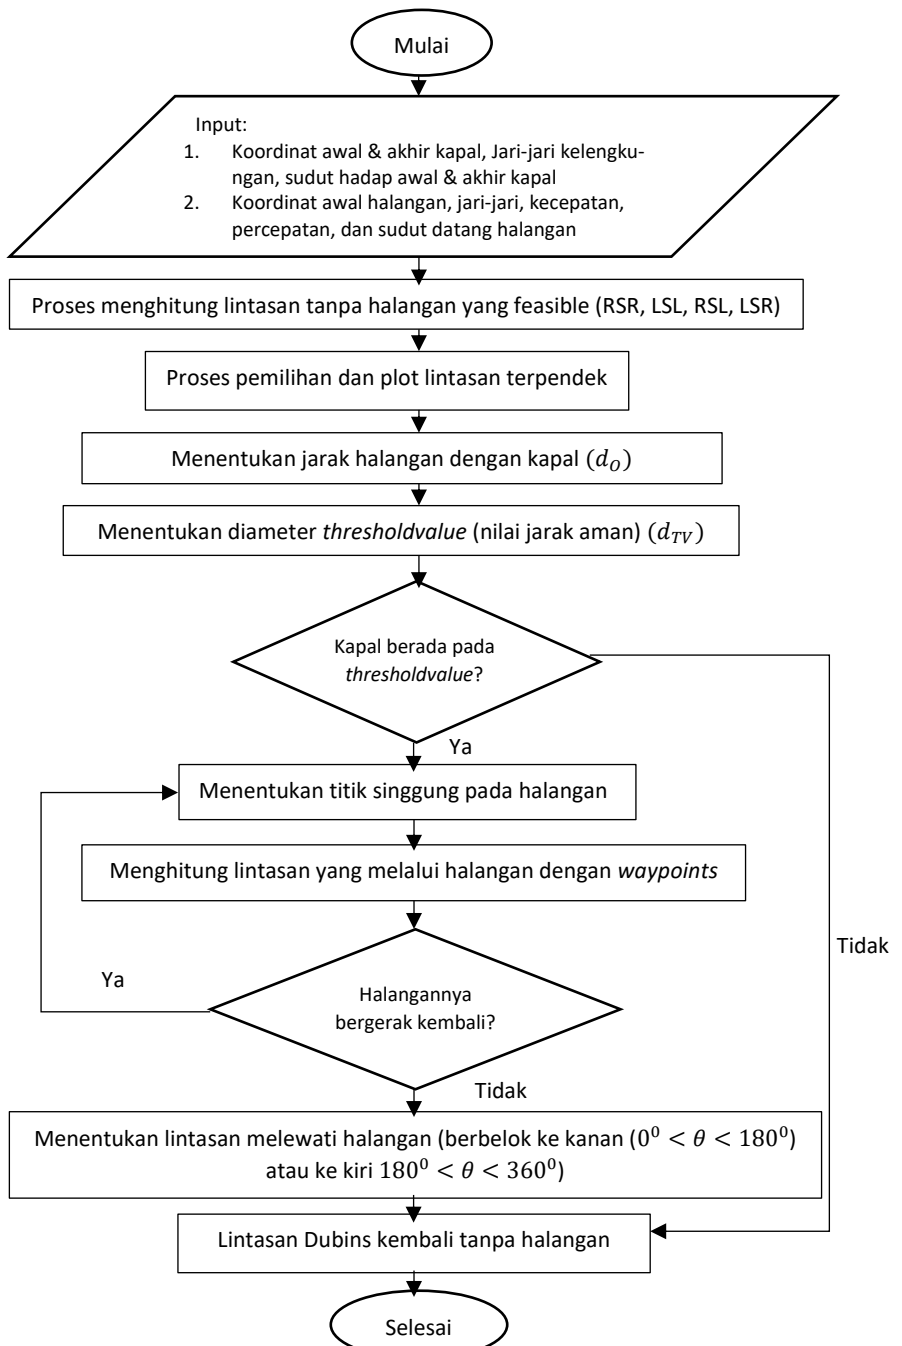 Mulai
Input:
1. Koordinat awal & akhir kapal, Jari-jari kelengku-
ngan, sudut hadap awal & akhir kapal
2. Koordinat awal halangan, jari-jari, kecepatan,
percepatan, dan sudut datang halangan
Proses menghitung lintasan tanpa halangan yang feasible (RSR, LSL, RSL, LSR)
Proses pemilihan dan plot lintasan terpendek
Menentukan jarak halangan dengan kapal (d_O)
Menentukan diameter thresholdvalue (nilai jarak aman) (d_{TV})
Kapal berada pada
thresholdvalue?
Ya
Menentukan titik singgung pada halangan
Menghitung lintasan yang melalui halangan dengan waypoints
Tidak
Ya
Halangannya
bergerak kembali?
Tidak
Menentukan lintasan melewati halangan (berbelok ke kanan (0⁰ < θ < 180⁰)
atau ke kiri 180⁰ < θ < 360⁰)
Lintasan Dubins kembali tanpa halangan
Selesai